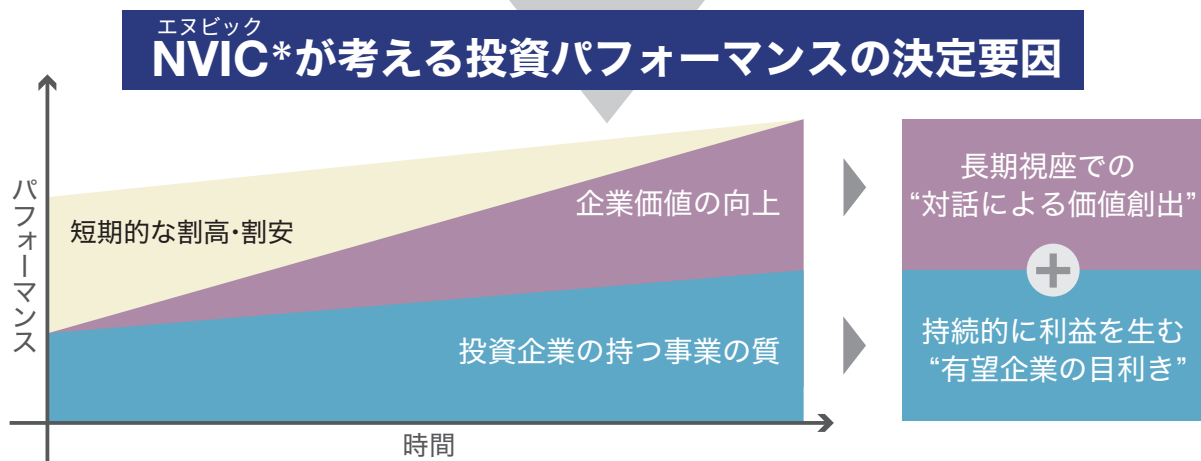 エヌビック
NVIC*が考える投資パフォーマンスの決定要因
パフォーマンス
短期的な割高・割安
企業価値の向上
投資企業の持つ事業の質
時間
長期視座での
“対話による価値創出”
+
持続的に利益を生む
“有望企業の目利き”